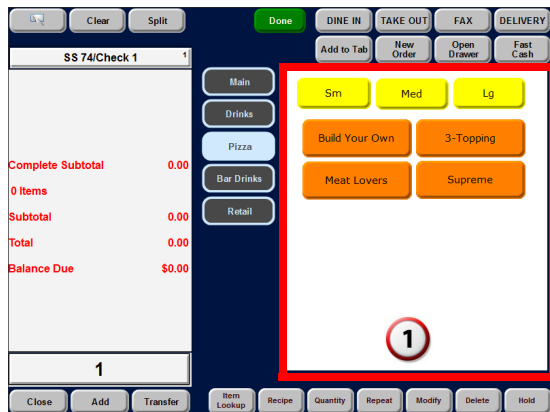 Clear
Split
Done
DINE IN
TAKE OUT
FAX
DELIVERY
Add to Tab
New
Order
Open
Drawer
Fast
Cash
SS 74/Check 1
1
Main
Drinks
Pizza
Bar Drinks
Retail
Sm
Med
Lg
Build Your Own
3-Topping
Meat Lovers
Supreme
Complete Subtotal 0.00
0 Items
Subtotal 0.00
Total 0.00
Balance Due $0.00
1
1
Close
Add
Transfer
Item
Lookup
Recipe
Quantity
Repeat
Modify
Delete
Hold